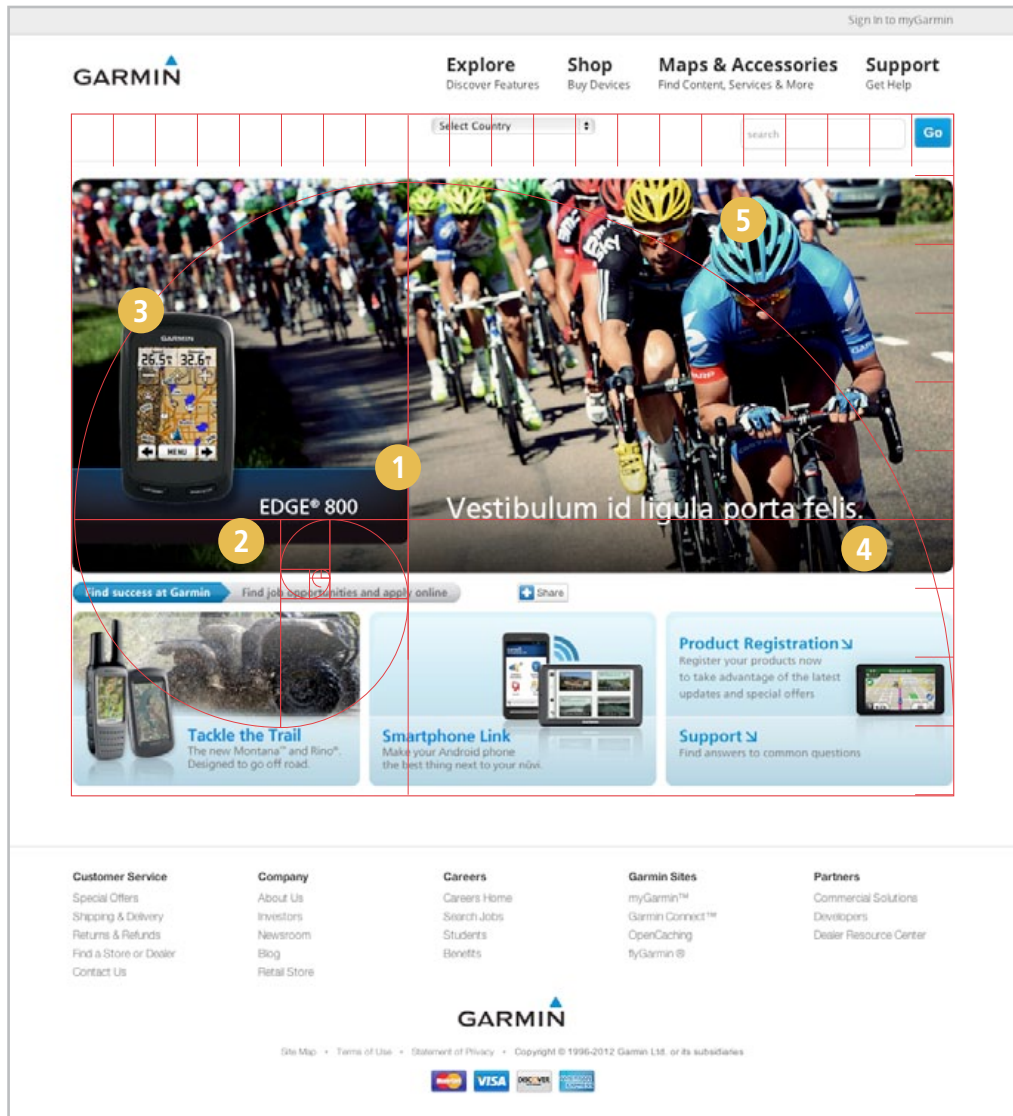 Sign In to myGarmin
GARMIN
Explore Shop Maps & Accessories Support
Discover Features Buy Devices Find Content, Services & More Get Help
Select Country search Go
5
3
GARMIN
26.5 32.6
MENU
1
EDGE® 800
Vestibulum id ligula porta felis.
2
4
Find success at Garmin Find job opportunities and apply online Share
Tackle the Trail
The new Montana™ and Rino®.
Designed to go off road.
Smartphone Link
Make your Android phone
the best thing next to your nüvi.
Product Registration
Register your products now
to take advantage of the latest
updates and special offers
Support
Find answers to common questions
Customer Service
Special Offers
Shipping & Delivery
Returns & Refunds
Find a Store or Dealer
Contact Us
Company
About Us
Investors
Newsroom
Blog
Retail Store
Careers
Careers Home
Search Jobs
Students
Benefits
Garmin Sites
myGarmin™
Garmin Connect™
OpenCaching
flyGarmin ®
Partners
Commercial Solutions
Developers
Dealer Resource Center
GARMIN
Site Map • Terms of Use • Statement of Privacy • Copyright © 1996-2012 Garmin Ltd. or its subsidiaries
MasterCard VISA DISCOVER